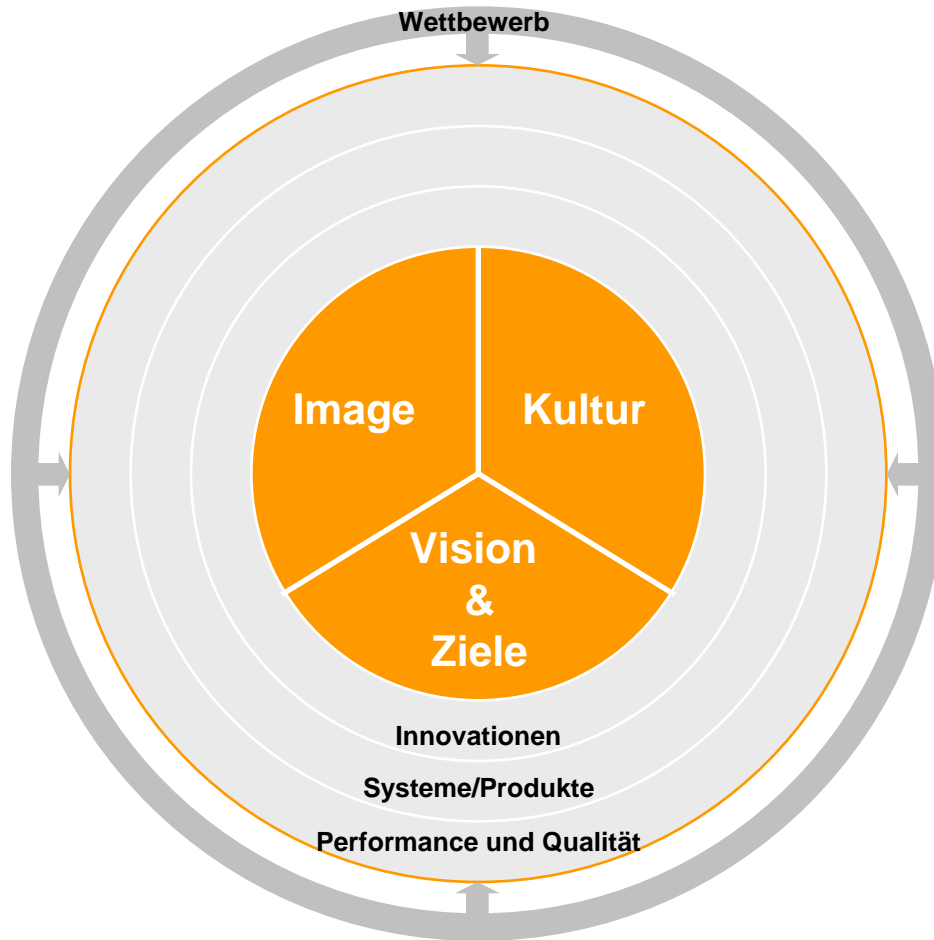 Wettbewerb
Image
Kultur
Vision
&
Ziele
Innovationen
Systeme/Produkte
Performance und Qualität